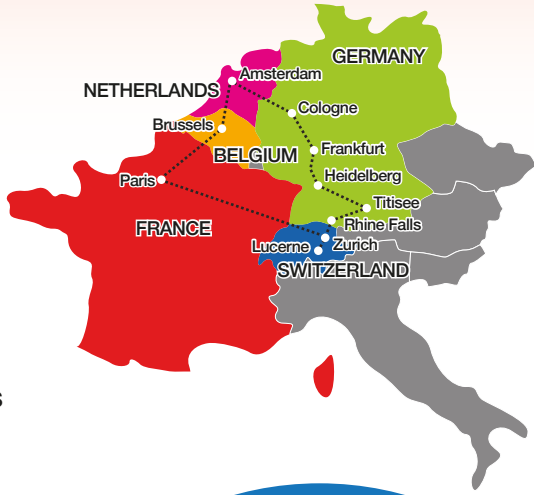 GERMANY
Amsterdam
NETHERLANDS
Cologne
Brussels
Frankfurt
BELGIUM
Heidelberg
Paris
Titisee
Rhine Falls
FRANCE
Zurich
Lucerne
SWITZERLAND
s